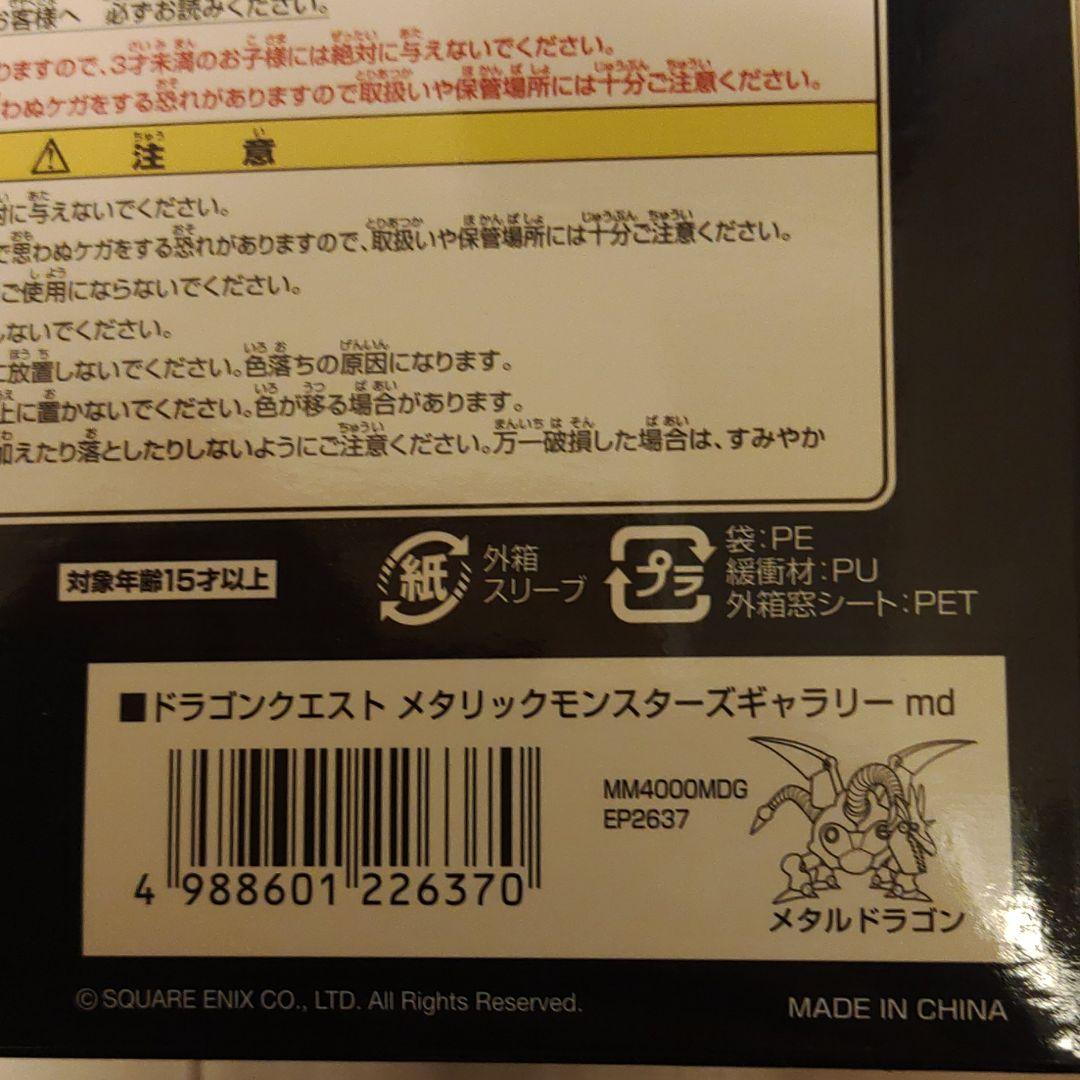 お客様へ 必ずお読みください。
りますので、3才未満のお子様には絶対に与えないでください。
わぬケガをする恐れがありますので取扱いや保管場所には十分ご注意ください。
注意
対に与えないでください。
で思わぬケガをする恐れがありますので、取扱いや保管場所には十分ご注意ください。
ご使用にならないでください。
しないでください。
に放置しないでください。色落ちの原因になります。
上に置かないでください。色が移る場合があります。
加えたり落としたりしないようにご注意ください。万一破損した場合は、すみやか
対象年齢15才以上
紙
外箱
スリーブ
プラ
袋:PE
緩衝材:PU
外箱窓シート:PET
■ドラゴンクエスト メタリックモンスターズギャラリー md
MM4000MDG
EP2637
4 988601 226370
メタルドラゴン
©SQUARE ENIX CO., LTD. All Rights Reserved.
MADE IN CHINA